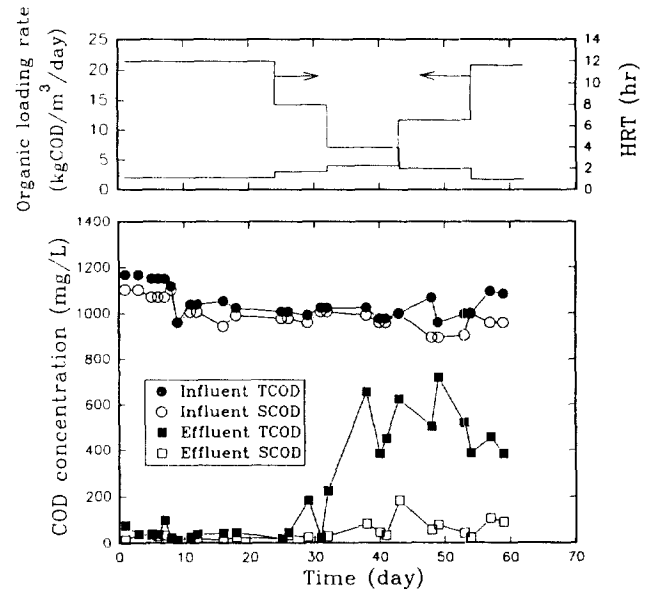 Organic loading rate
(kgCOD/m³/day)
25
20
15
10
5
0
14
12
10
8
6
4
2
0
HRT (hr)
COD concentration (mg/L)
1400
1200
1000
800
600
400
200
0
Influent TCOD
Influent SCOD
Effluent TCOD
Effluent SCOD
0 10 20 30 40 50 60 70
Time (day)